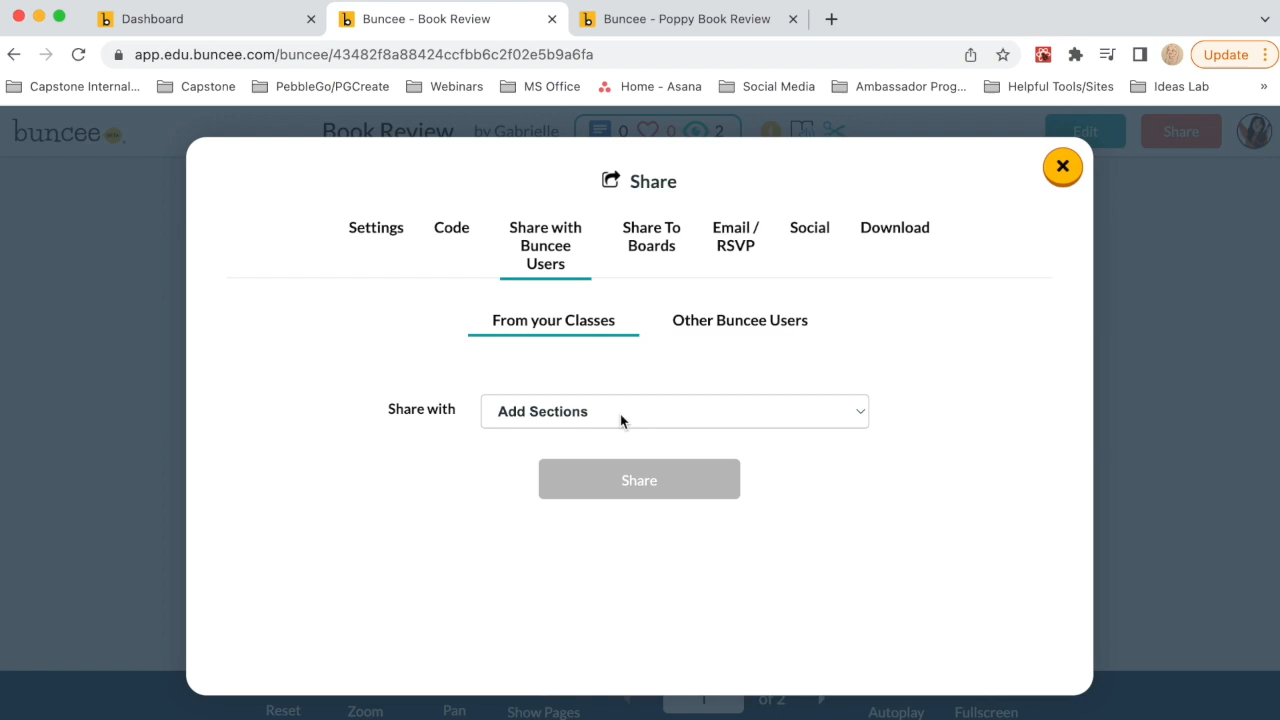 Dashboard
Buncee - Book Review
Buncee - Poppy Book Review
app.edu.buncee.com/buncee/43482f8a88424ccfbb6c2f02e5b9a6fa
Update
Capstone Internal...
Capstone
PebbleGo/PGCreate
Webinars
MS Office
Home - Asana
Social Media
Ambassador Prog...
Helpful Tools/Sites
Ideas Lab
»
buncee
Book Review
by Gabrielle
0
0
2
Edit
Share
Share
Settings
Code
Share with
Buncee
Users
Share To
Boards
Email /
RSVP
Social
Download
From your Classes
Other Buncee Users
Share with
Add Sections
Share
Reset
Zoom
Pan
Show Pages
1
of 2
Autoplay
Fullscreen